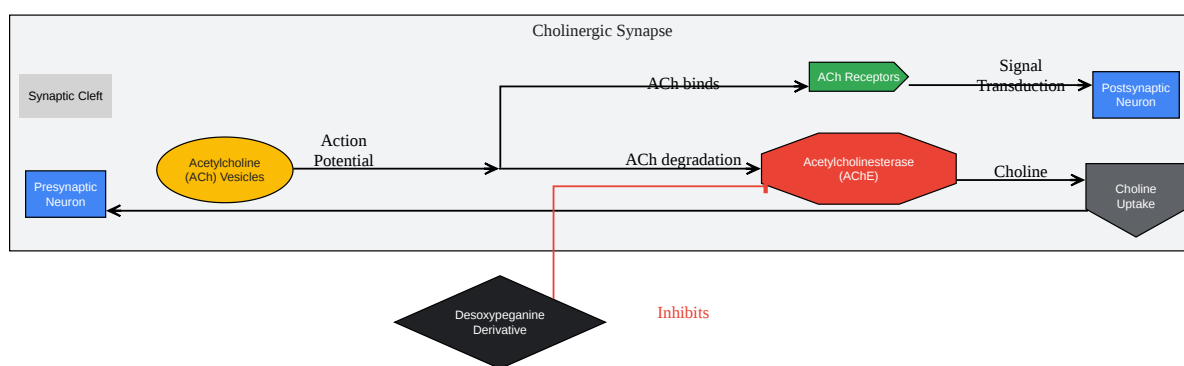 Cholinergic Synapse
Synaptic Cleft
ACh binds
ACh Receptors
Signal
Transduction
Postsynaptic
Neuron
Acetylcholine
(ACh) Vesicles
Action
Potential
ACh degradation
Acetylcholinesterase
(AChE)
Choline
Choline
Uptake
Presynaptic
Neuron
Desoxypeganine
Derivative
Inhibits